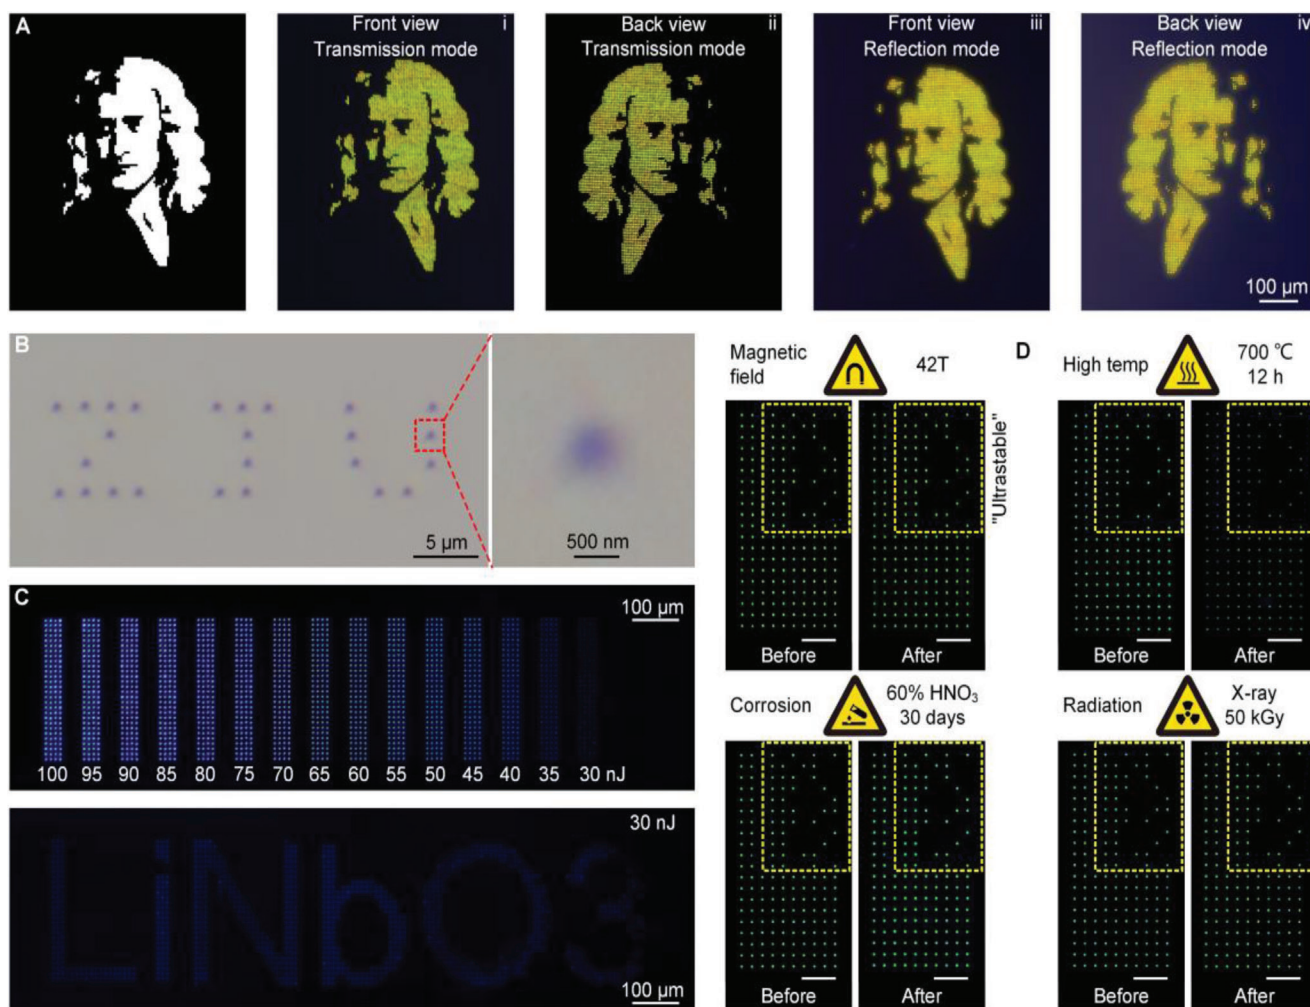 A
Front view
Transmission mode
i
Back view
Transmission mode
ii
Front view
Reflection mode
iii
Back view
Reflection mode
iv
100 µm
B
5 µm
500 nm
C
100 µm
100 95 90 85 80 75 70 65 60 55 50 45 40 35 30 nJ
30 nJ
LiNbO3
100 µm
D
Magnetic
field
42T
Before
After
"Ultrastable"
High temp
700 ℃
12 h
Before
After
Corrosion
60% HNO₃
30 days
Before
After
Radiation
X-ray
50 kGy
Before
After